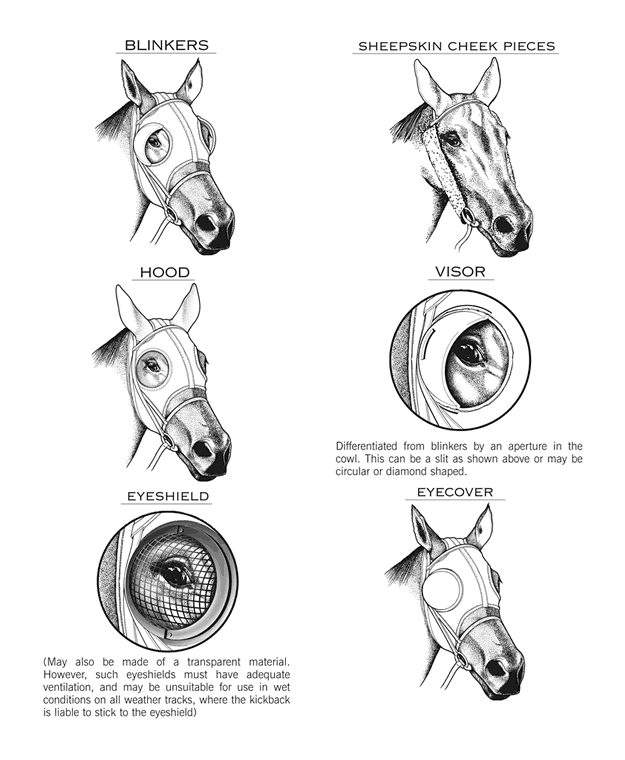 BLINKERS
SHEEPSKIN CHEEK PIECES
HOOD
VISOR
Differentiated from blinkers by an aperture in the
cowl. This can be a slit as shown above or may be
circular or diamond shaped.
EYESHIELD
(May also be made of a transparent material.
However, such eyeshields must have adequate
ventilation, and may be unsuitable for use in wet
conditions on all weather tracks, where the kickback
is liable to stick to the eyeshield)
EYECOVER